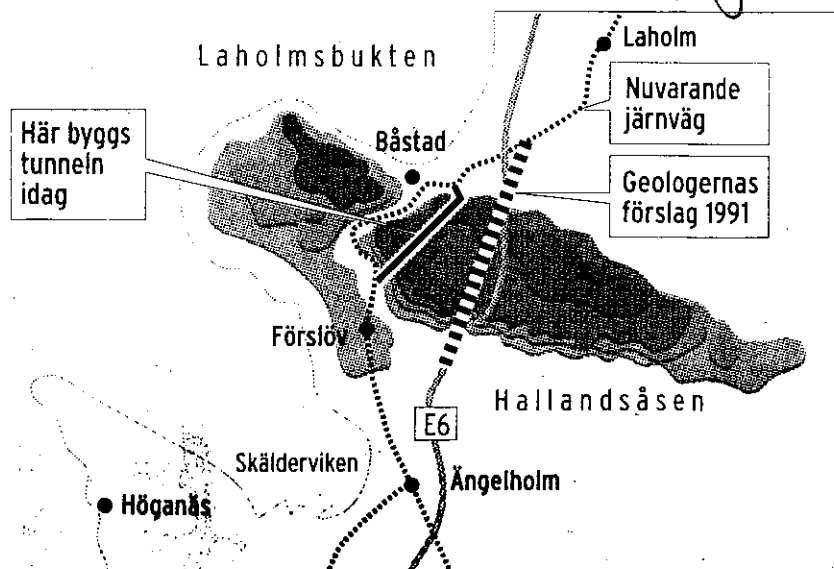 Laholmsbukten
Laholm
Nuvarande
järnväg
Här byggs
tunneln
idag
Båstad
Geologernas
förslag 1991
Förslöv
Hallandsåsen
E6
Skälderviken
Ängelholm
Höganäs